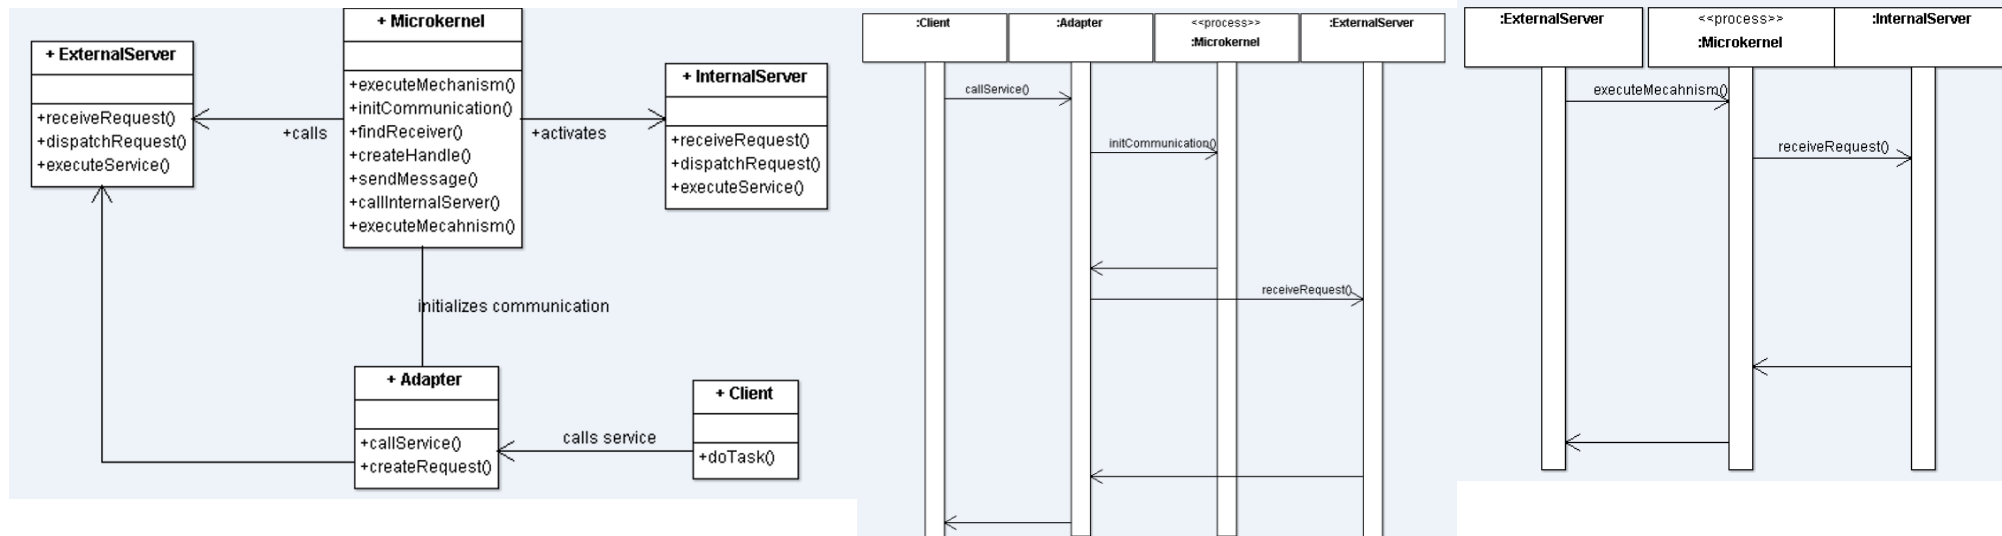 + Microkernel
+executeMechanism()
+initCommunication()
+findReceiver()
+createHandle()
+sendMessage()
+callInternalServer()
+executeMecahnism()
+ ExternalServer
+receiveRequest()
+dispatchRequest()
+executeService()
+calls
+activates
+ InternalServer
+receiveRequest()
+dispatchRequest()
+executeService()
initializes communication
+ Adapter
+callService()
+createRequest()
calls service
+ Client
+doTask()
:Client
:Adapter
<<process>>
:Microkernel
:ExternalServer
callService()
initCommunication()
receiveRequest()
:ExternalServer
<<process>>
:Microkernel
:InternalServer
executeMecahnism()
receiveRequest()